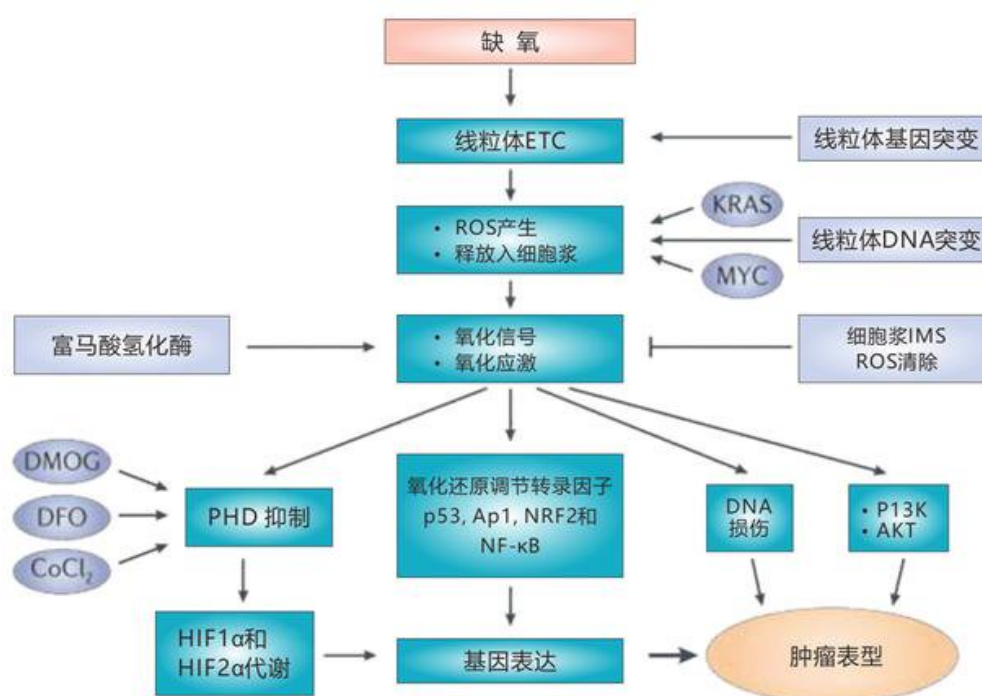 缺 氧
线粒体ETC
线粒体基因突变
KRAS
• ROS产生
• 释放入细胞浆
线粒体DNA突变
MYC
富马酸氢化酶
• 氧化信号
• 氧化应激
细胞浆IMS
ROS清除
DMOG
DFO
CoCl₂
PHD 抑制
氧化还原调节转录因子
p53, Ap1, NRF2和
NF-κB
DNA
损伤
• P13K
• AKT
HIF1α和
HIF2α代谢
基因表达
肿瘤表型